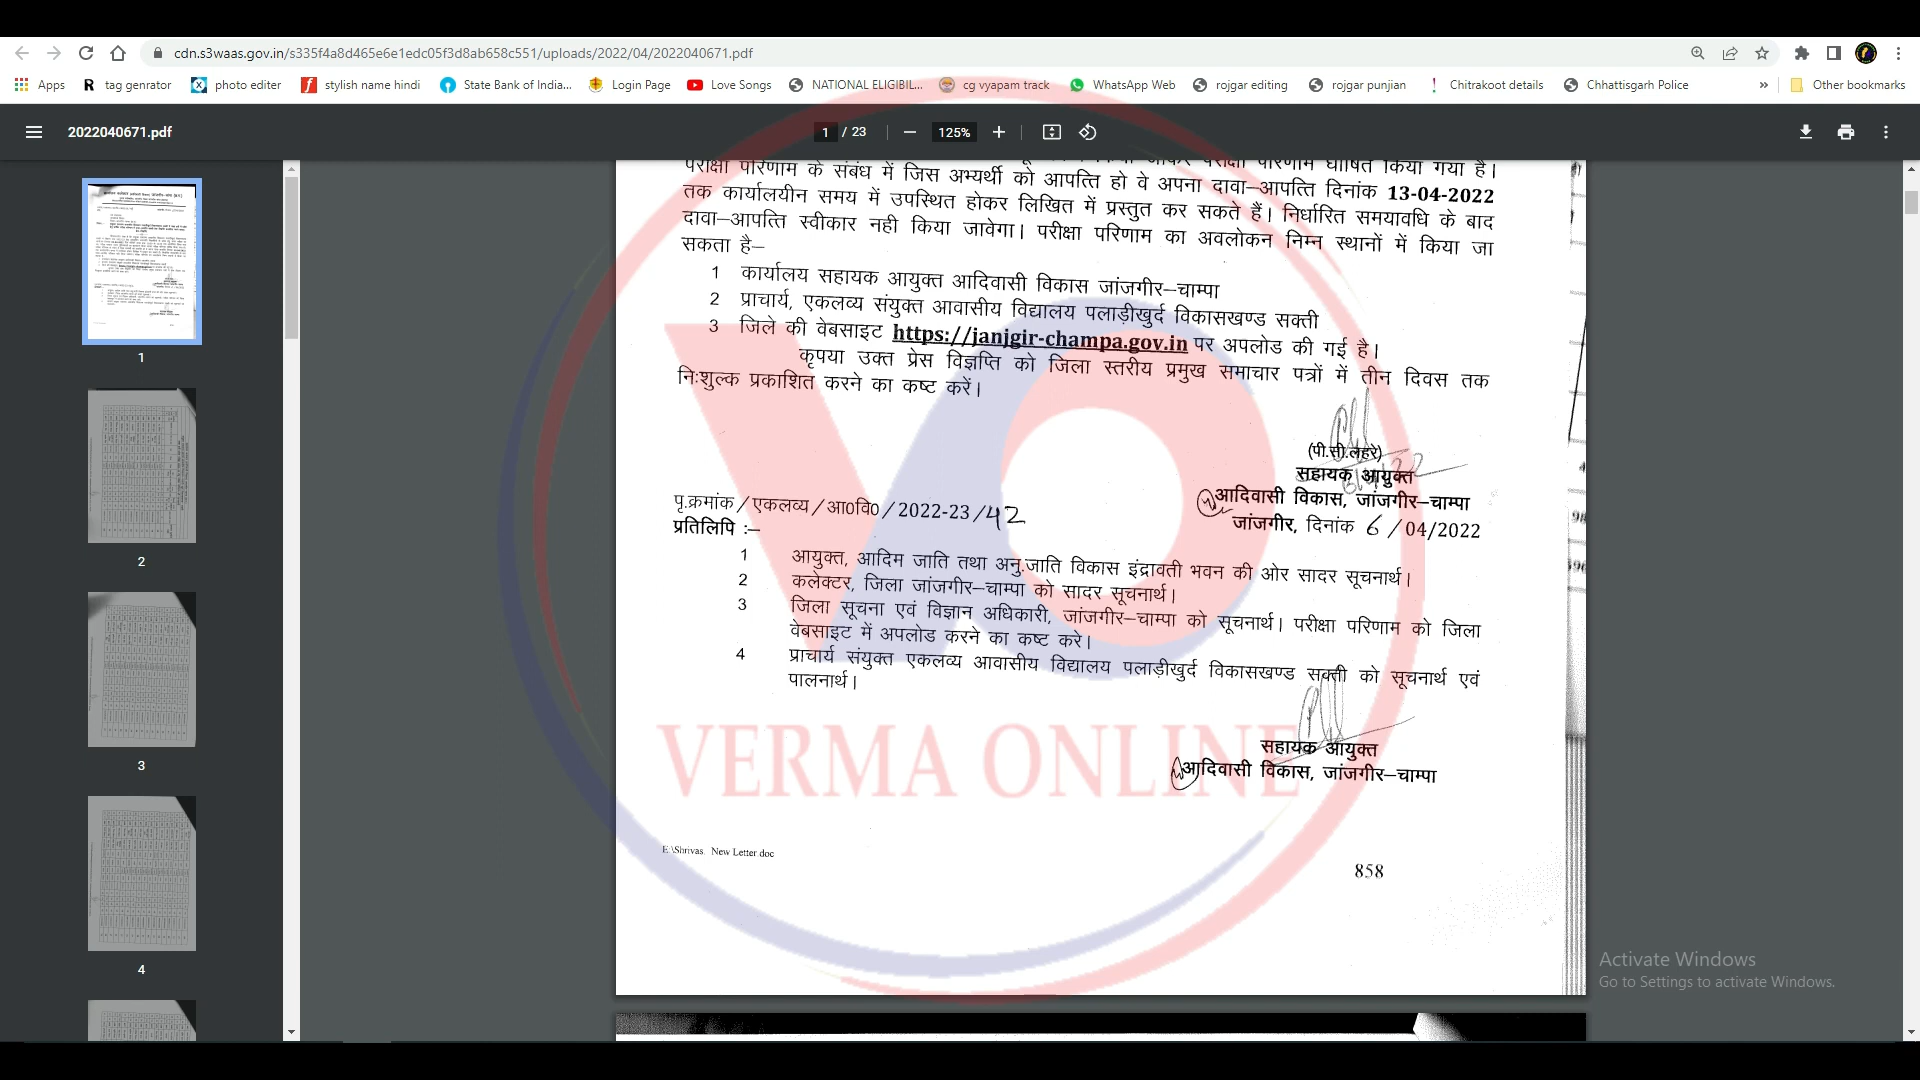 cdn.s3waas.gov.in/s335f4a8d465e6e1edc05f3d8ab658c551/uploads/2022/04/2022040671.pdf
Apps R tag genrator photo editer stylish name hindi State Bank of India... Login Page Love Songs NATIONAL ELIGIBIL... cg vyapam track WhatsApp Web rojgar editing rojgar punjian Chitrakoot details Chhattisgarh Police » Other bookmarks
2022040671.pdf 1 / 23 125%
परीक्षा परिणाम के संबंध में जिस अभ्यर्थी को आपत्ति हो वे अपना दावा–आपत्ति दिनांक 13-04-2022
तक कार्यालयीन समय में उपस्थित होकर लिखित में प्रस्तुत कर सकते हैं। निर्धारित समयावधि के बाद
दावा–आपत्ति स्वीकार नही किया जावेगा। परीक्षा परिणाम का अवलोकन निम्न स्थानों में किया जा
सकता है–
1 कार्यालय सहायक आयुक्त आदिवासी विकास जांजगीर–चाम्पा
2 प्राचार्य, एकलव्य संयुक्त आवासीय विद्यालय पलाड़ीखुर्द विकासखण्ड सक्ती
3 जिले की वेबसाइट https://janjgir-champa.gov.in पर अपलोड की गई है।
कृपया उक्त प्रेस विज्ञप्ति को जिला स्तरीय प्रमुख समाचार पत्रों में तीन दिवस तक
निःशुल्क प्रकाशित करने का कष्ट करें।
(पी.सी.लहरे)
सहायक आयुक्त
आदिवासी विकास, जांजगीर–चाम्पा
पृ.क्रमांक/एकलव्य/आ0वि0/2022-23/42
जांजगीर, दिनांक 6/04/2022
प्रतिलिपि :–
1 आयुक्त, आदिम जाति तथा अनु.जाति विकास इंद्रावती भवन की ओर सादर सूचनार्थ।
2 कलेक्टर, जिला जांजगीर–चाम्पा को सादर सूचनार्थ।
3 जिला सूचना एवं विज्ञान अधिकारी, जांजगीर–चाम्पा को सूचनार्थ। परीक्षा परिणाम को जिला
वेबसाइट में अपलोड करने का कष्ट करे।
4 प्राचार्य संयुक्त एकलव्य आवासीय विद्यालय पलाड़ीखुर्द विकासखण्ड सक्ती को सूचनार्थ एवं
पालनार्थ।
VERMA ONLINE
सहायक आयुक्त
आदिवासी विकास, जांजगीर–चाम्पा
E:\Shrivas New Letter doc
858
1
2
3
4
Activate Windows
Go to Settings to activate Windows.